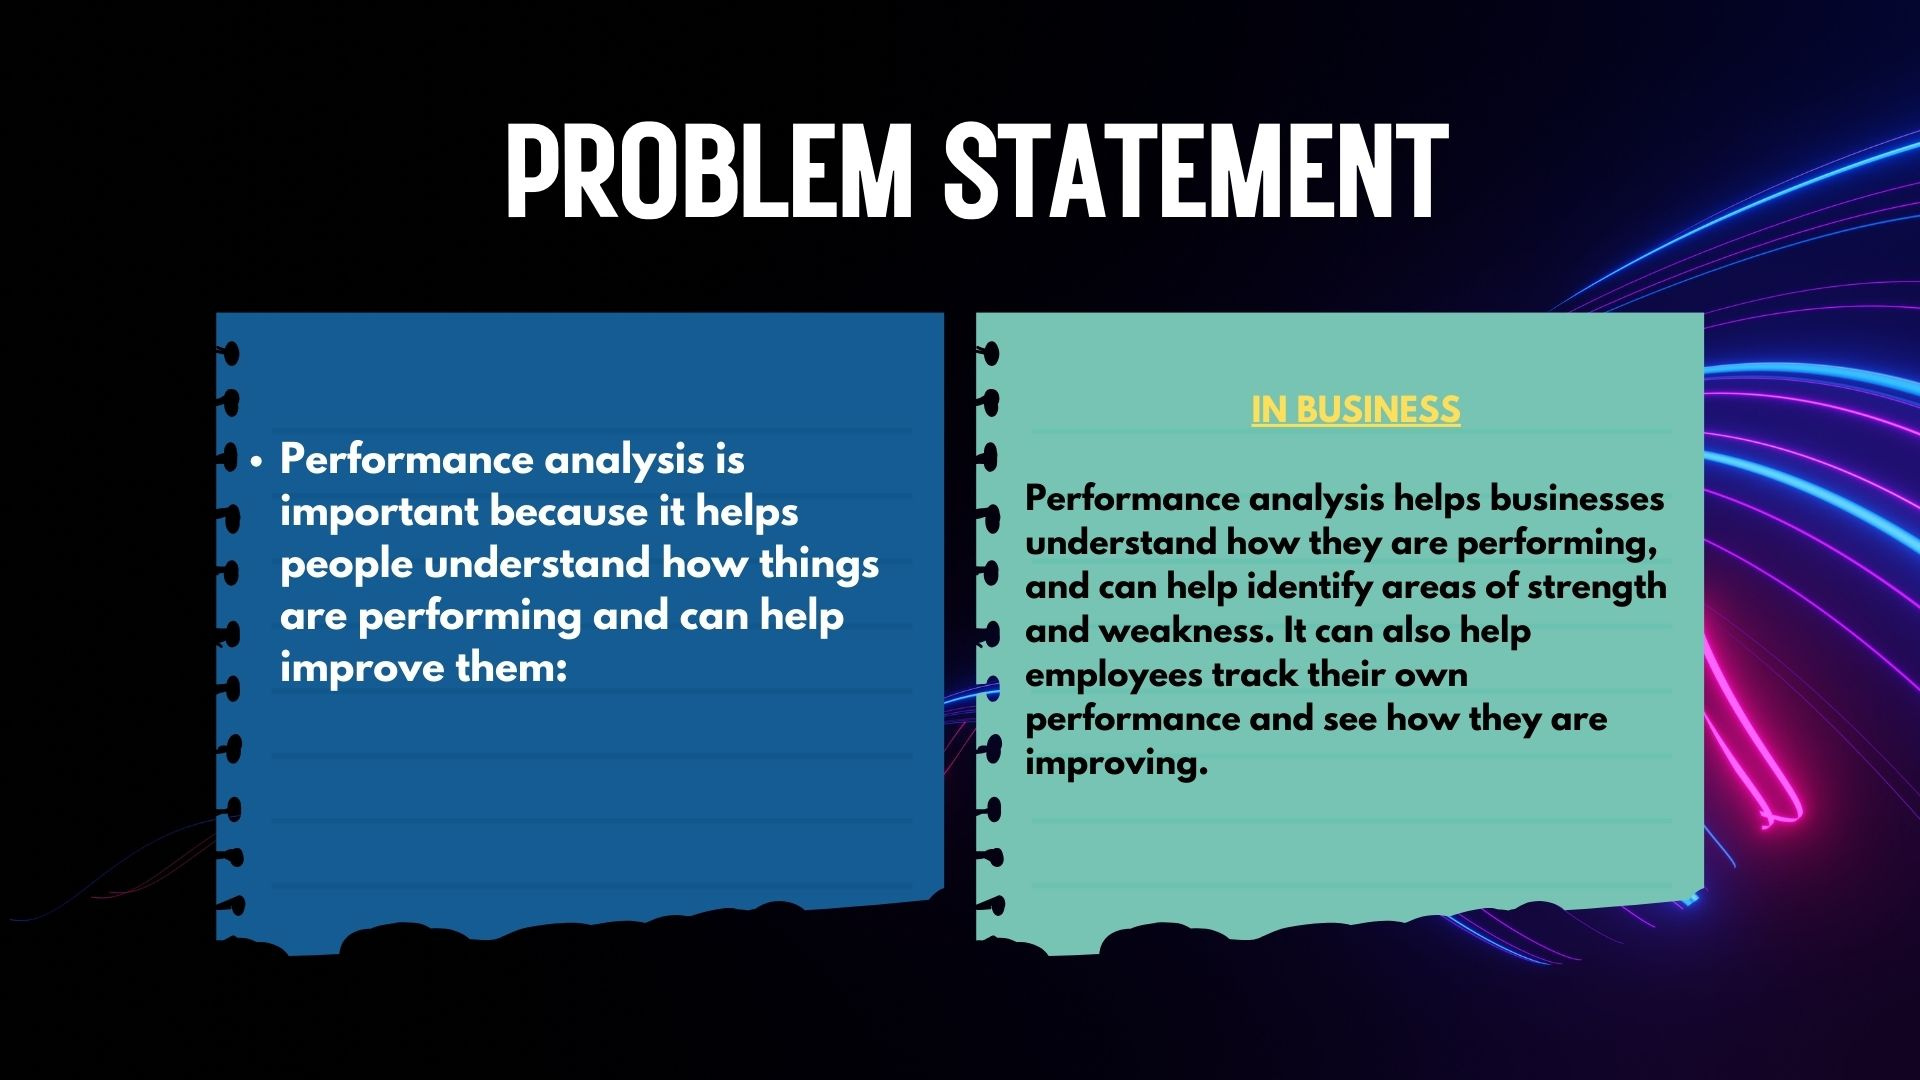 PROBLEM STATEMENT
• Performance analysis is
important because it helps
people understand how things
are performing and can help
improve them:
IN BUSINESS
Performance analysis helps businesses
understand how they are performing,
and can help identify areas of strength
and weakness. It can also help
employees track their own
performance and see how they are
improving.